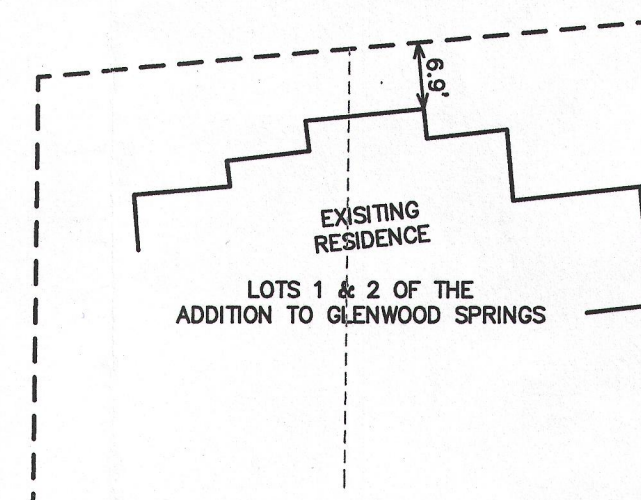 6.9'
EXISITING
RESIDENCE
LOTS 1 & 2 OF THE
ADDITION TO GLENWOOD SPRINGS